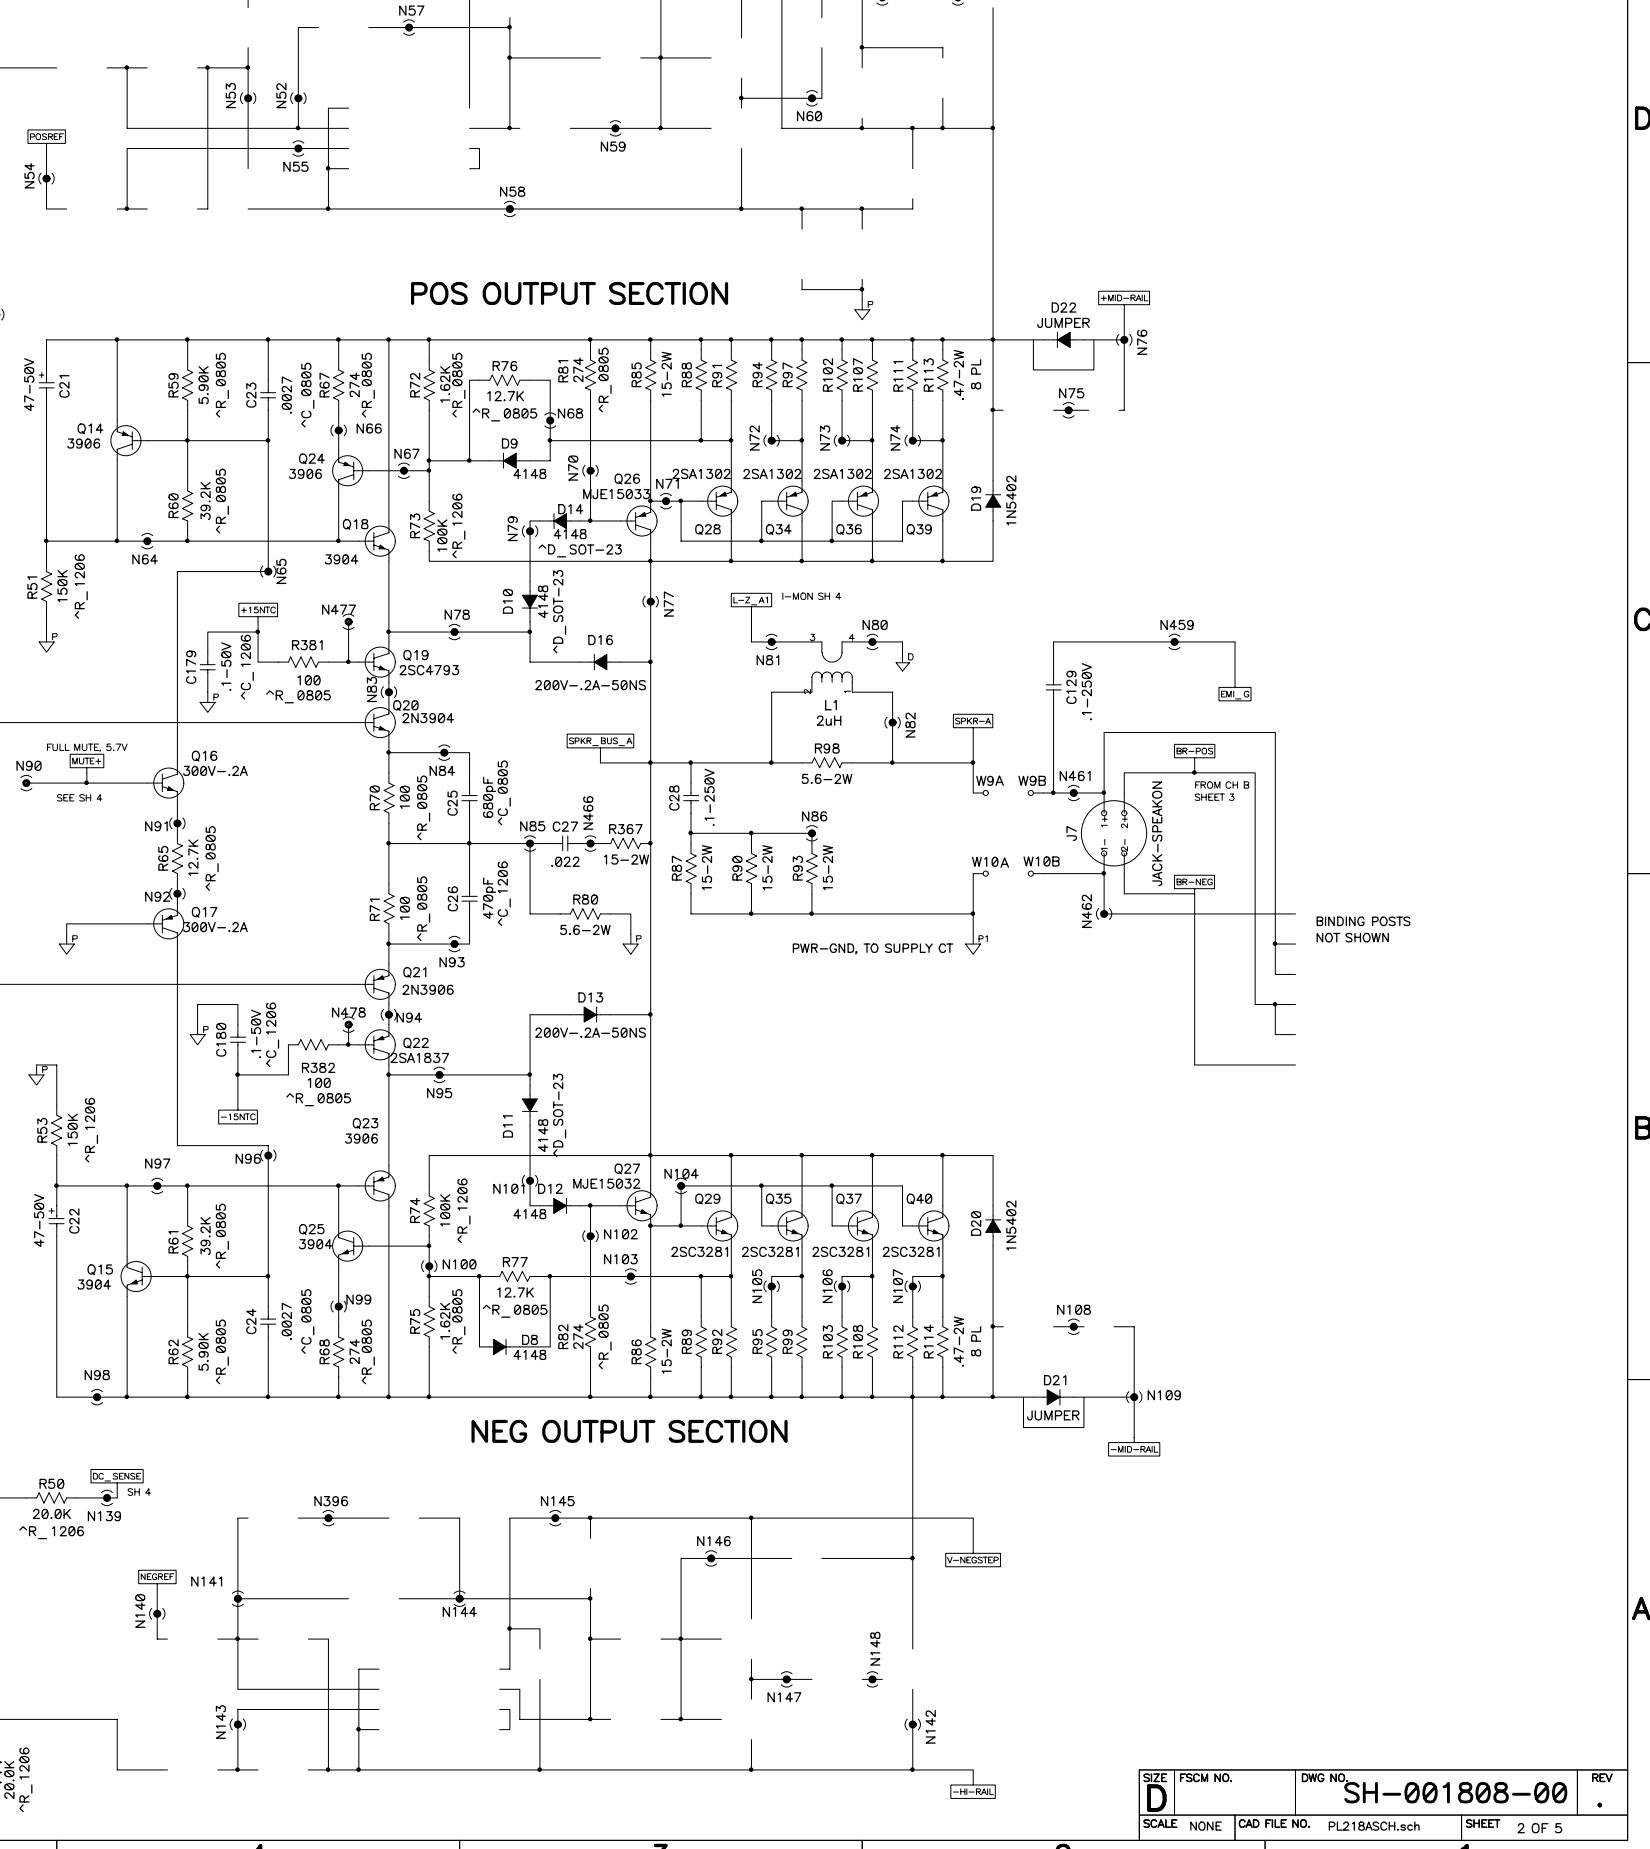 N57
D
N53
N52
N60
POSREF
N59
N54
N55
N58
POS OUTPUT SECTION
P
+MID-RAIL
D22
JUMPER
N76
47-50V
+
C21
R59
5.90K
^R_0805
C23
.0027
^C_0805
R67
274
^R_0805
R72
1.62K
^R_0805
R76
12.7K
^R_0805
R81
274
^R_0805
R85
15-2W
R88
R91
R94
R97
R102
R107
R111
R113
.47-2W
8 PL
N75
N68
Q14
3906
N66
D9
4148
N72
N73
N74
Q24
3906
N67
N70
Q26
MJE15033
N71
2SA1302
2SA1302
2SA1302
2SA1302
R60
39.2K
^R_0805
D19
1N5402
Q18
3904
R73
100K
^R_1206
N79
D14
4148
^D_SOT-23
Q28
Q34
Q36
Q39
N64
N65
R51
150K
^R_1206
P
+15NTC
N477
D10
4148
^D_SOT-23
N77
L-Z_A1
I-MON SH 4
N78
N80
N459
C
C179
.1-50V
^C_1206
R381
100
^R_0805
Q19
2SC4793
D16
200V-.2A-50NS
3
4
N81
D
P
N83
Q20
2N3904
2
1
L1
2uH
N82
C129
.1-250V
EMI_G
SPKR-A
SPKR_BUS_A
FULL MUTE, 5.7V
MUTE+
N90
SEE SH 4
Q16
300V-.2A
N84
R98
5.6-2W
BR-POS
FROM CH B
SHEET 3
R70
100
^R_0805
C25
680pF
^C_0805
C28
.1-250V
W9A
W9B
N461
N91
R65
12.7K
^R_0805
N85
C27
.022
N466
R367
15-2W
N86
J7
1+
2+
1-
2-
JACK-SPEAKON
R87
15-2W
R90
15-2W
R93
15-2W
W10A
W10B
N92
Q17
300V-.2A
R71
100
^R_0805
C26
470pF
^C_1206
R80
5.6-2W
BR-NEG
N462
BINDING POSTS
NOT SHOWN
P
N93
P
PWR-GND, TO SUPPLY CT
P1
Q21
2N3906
P
C180
.1-50V
^C_1206
N478
N94
D13
200V-.2A-50NS
Q22
2SA1837
R382
100
^R_0805
P
N95
-15NTC
D11
4148
^D_SOT-23
R53
150K
^R_1206
Q23
3906
B
N96
N97
R74
100K
^R_1206
N101
D12
4148
Q27
MJE15032
N104
Q29
Q35
Q37
Q40
47-50V
+
C22
R61
39.2K
^R_0805
Q25
3904
D20
1N5402
N102
2SC3281
2SC3281
2SC3281
2SC3281
Q15
3904
N100
R77
12.7K
^R_0805
N103
N105
N106
N107
C24
.0027
^C_0805
N99
R75
1.62K
^R_0805
N108
R62
5.90K
^R_0805
R68
274
^R_0805
D8
4148
R82
274
^R_0805
R86
15-2W
R89
R92
R95
R99
R103
R108
R112
R114
.47-2W
8 PL
N98
D21
JUMPER
N109
NEG OUTPUT SECTION
-MID-RAIL
R50
20.0K
^R_1206
DC_SENSE
SH 4
N139
N396
N145
N146
V-NEGSTEP
NEGREF
N141
N140
N144
A
N148
N147
N143
N142
20.0K
^R_1206
-HI-RAIL
SIZE
D
FSCM NO.
DWG NO.
SH-001808-00
REV
.
SCALE NONE
CAD FILE NO. PL218ASCH.sch
SHEET 2 OF 5